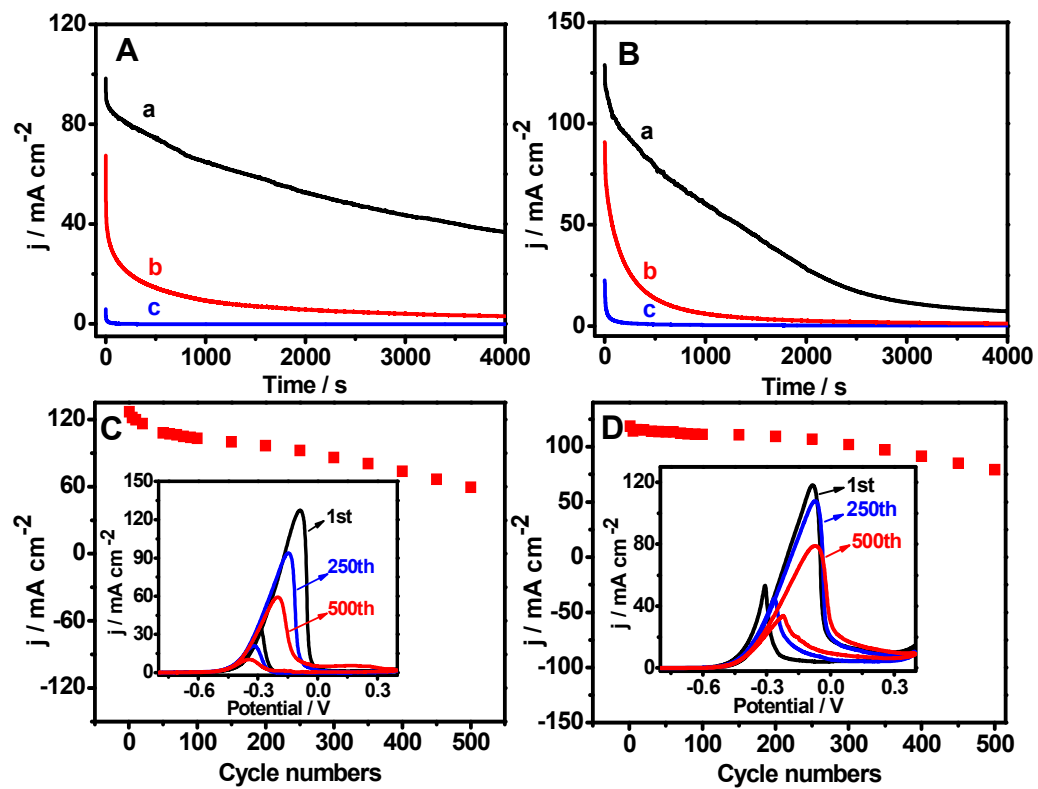 A
j / mA cm-2
120
80
40
0
a
b
c
0 1000 2000 3000 4000
Time / s
B
j / mA cm-2
150
100
50
0
a
b
c
0 1000 2000 3000 4000
Time / s
C
j / mA cm-2
120
60
0
-60
-120
0 100 200 300 400 500
Cycle numbers
j / mA cm-2
150
120
90
60
30
0
1st
250th
500th
-0.6 -0.3 0.0 0.3
Potential / V
D
j / mA cm-2
100
50
0
-50
-100
-150
0 100 200 300 400 500
Cycle numbers
j / mA cm-2
120
80
40
0
1st
250th
500th
-0.6 -0.3 0.0 0.3
Potential / V